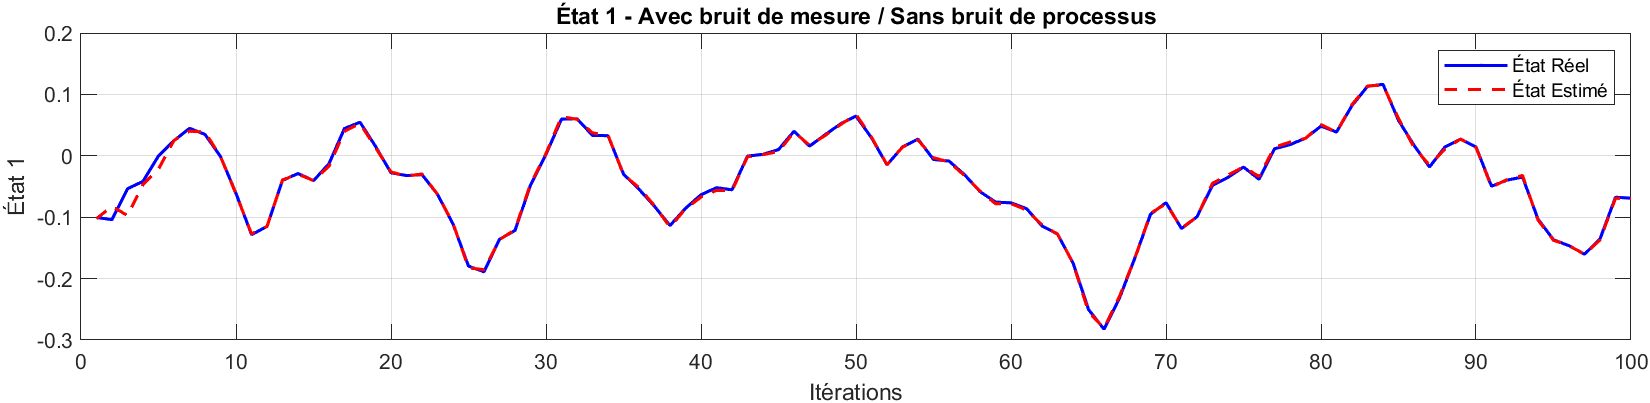 État 1 - Avec bruit de mesure / Sans bruit de processus
0.2
0.1
0
-0.1
-0.2
-0.3
État 1
État Réel
État Estimé
0 10 20 30 40 50 60 70 80 90 100
Itérations